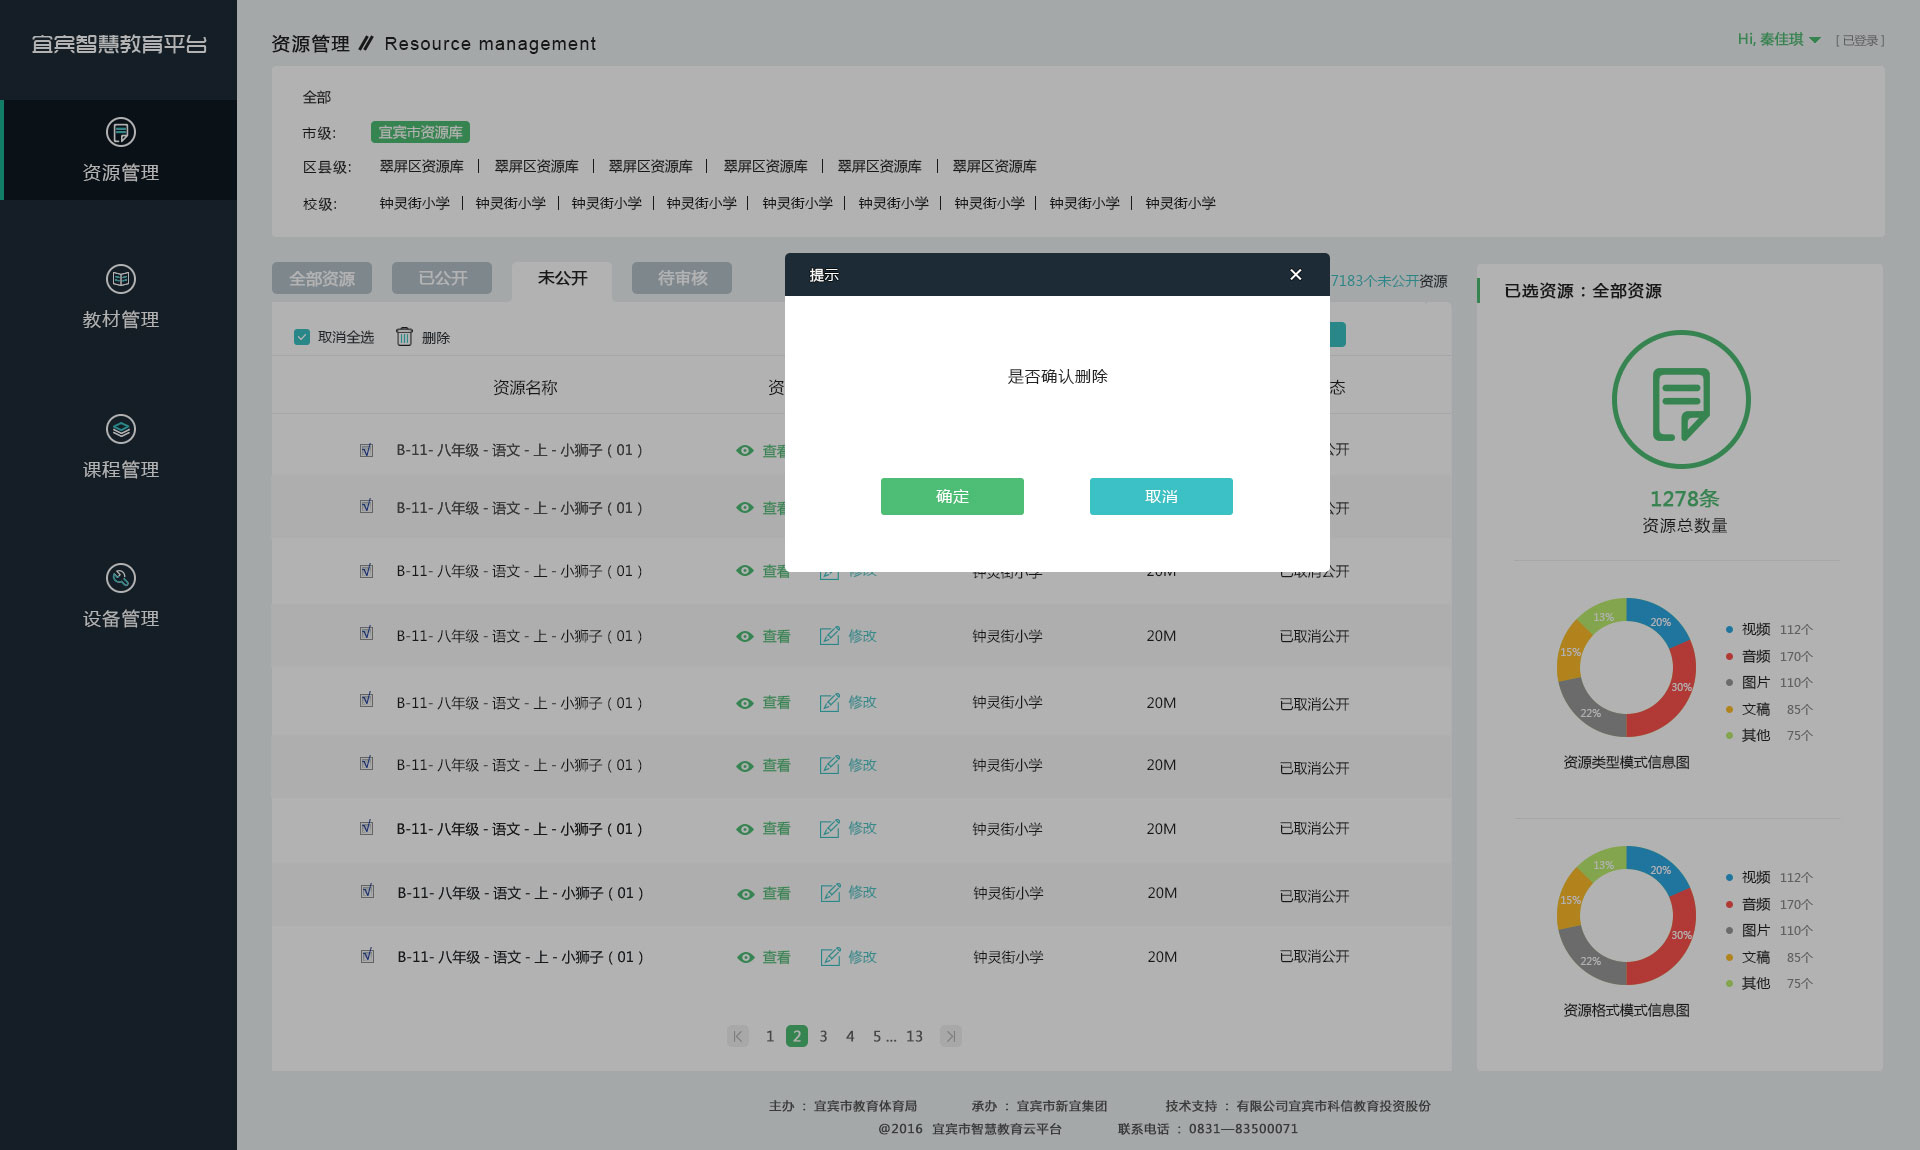 宜宾智慧教育平台
资源管理
教材管理
课程管理
设备管理
资源管理 // Resource management
Hi, 秦佳琪 [ 已登录 ]
全部
市级: 宜宾市资源库
区县级: 翠屏区资源库 | 翠屏区资源库 | 翠屏区资源库 | 翠屏区资源库 | 翠屏区资源库 | 翠屏区资源库
校级: 钟灵街小学 | 钟灵街小学 | 钟灵街小学 | 钟灵街小学 | 钟灵街小学 | 钟灵街小学 | 钟灵街小学 | 钟灵街小学 | 钟灵街小学
全部资源 已公开 未公开 待审核
7183个未公开资源
取消全选 删除
资源名称 资 态
B-11- 八年级 - 语文 - 上 - 小狮子 ( 01 ) 查看 公开
B-11- 八年级 - 语文 - 上 - 小狮子 ( 01 ) 查看 公开
B-11- 八年级 - 语文 - 上 - 小狮子 ( 01 ) 查看 修改 钟灵街小学 20M 已取消公开
B-11- 八年级 - 语文 - 上 - 小狮子 ( 01 ) 查看 修改 钟灵街小学 20M 已取消公开
B-11- 八年级 - 语文 - 上 - 小狮子 ( 01 ) 查看 修改 钟灵街小学 20M 已取消公开
B-11- 八年级 - 语文 - 上 - 小狮子 ( 01 ) 查看 修改 钟灵街小学 20M 已取消公开
B-11- 八年级 - 语文 - 上 - 小狮子 ( 01 ) 查看 修改 钟灵街小学 20M 已取消公开
B-11- 八年级 - 语文 - 上 - 小狮子 ( 01 ) 查看 修改 钟灵街小学 20M 已取消公开
B-11- 八年级 - 语文 - 上 - 小狮子 ( 01 ) 查看 修改 钟灵街小学 20M 已取消公开
1 2 3 4 5 ... 13
提示
是否确认删除
确定 取消
已选资源：全部资源
1278条
资源总数量
20%
30%
22%
15%
13%
视频 112个
音频 170个
图片 110个
文稿 85个
其他 75个
资源类型模式信息图
20%
30%
22%
15%
13%
视频 112个
音频 170个
图片 110个
文稿 85个
其他 75个
资源格式模式信息图
主办 ： 宜宾市教育体育局 承办 ： 宜宾市新宜集团 技术支持 ： 有限公司宜宾市科信教育投资股份
@2016 宜宾市智慧教育云平台 联系电话 ： 0831—83500071